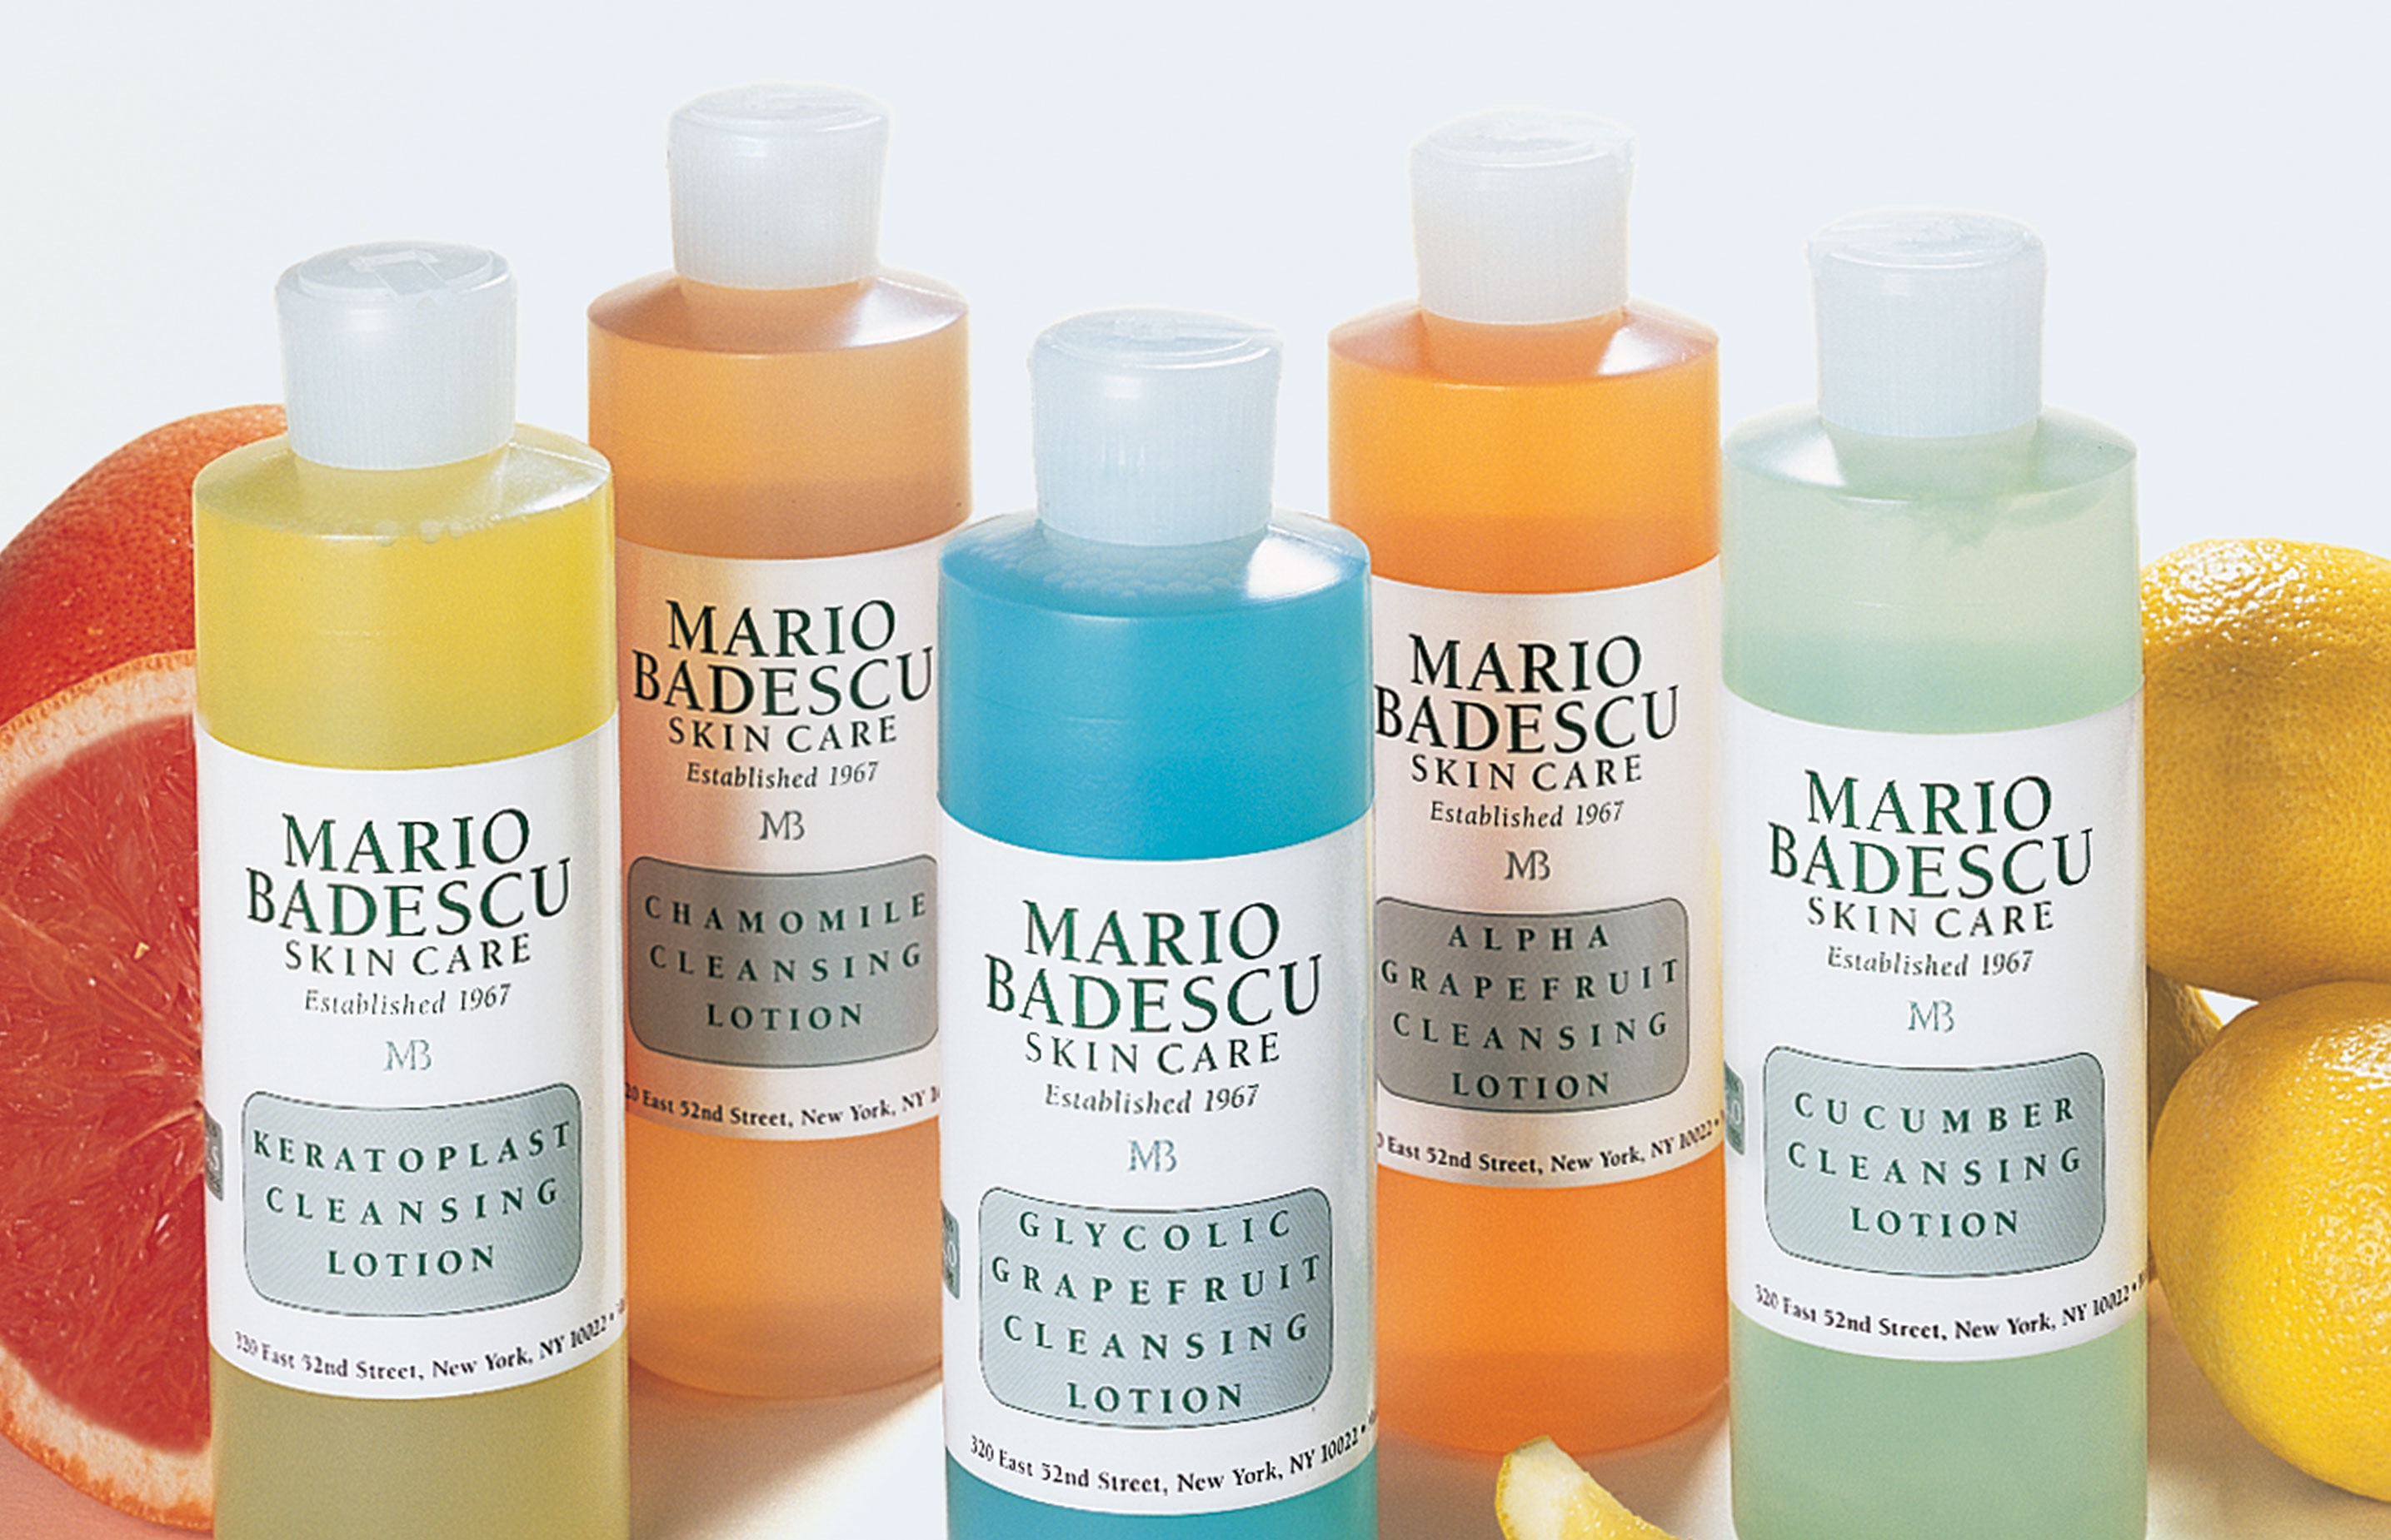 MARIO
BADESCU
SKIN CARE
Established 1967
MB
KERATOPLAST
CLEANSING
LOTION
320 East 52nd Street, New York, NY 10022 •
MARIO
BADESCU
SKIN CARE
Established 1967
MB
CHAMOMILE
CLEANSING
LOTION
East 52nd Street, New York, NY
MARIO
BADESCU
SKIN CARE
Established 1967
MB
GLYCOLIC
GRAPEFRUIT
CLEANSING
LOTION
320 East 52nd Street, New York, NY 10022 •
MARIO
BADESCU
SKIN CARE
Established 1967
MB
ALPHA
GRAPEFRUIT
CLEANSING
LOTION
East 52nd Street, New York, NY 10022 •
MARIO
BADESCU
SKIN CARE
Established 1967
MB
CUCUMBER
CLEANSING
LOTION
320 East 52nd Street, New York, NY 10022 •